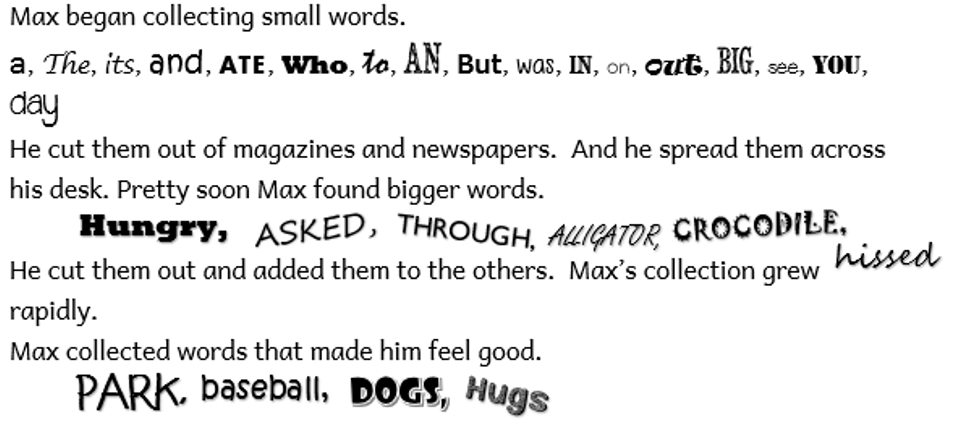 Max began collecting small words.
a, The, its, and, ATE, Who, to, AN, But, was, IN, on, out, BIG, see, YOU,
day
He cut them out of magazines and newspapers.  And he spread them across
his desk. Pretty soon Max found bigger words.
Hungry, ASKED, THROUGH, ALLIGATOR, CROCODILE,
hissed
He cut them out and added them to the others.  Max’s collection grew
rapidly.
Max collected words that made him feel good.
PARK, baseball, DOGS, Hugs